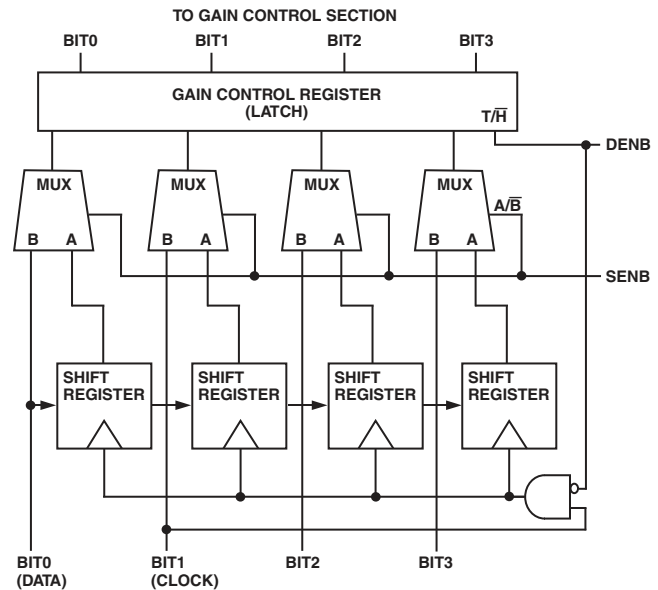 TO GAIN CONTROL SECTION
BIT0 BIT1 BIT2 BIT3
GAIN CONTROL REGISTER
(LATCH)
T/H̅
DENB
MUX MUX MUX MUX
A/B̅
B A B A B A B A
SENB
SHIFT REGISTER
SHIFT REGISTER
SHIFT REGISTER
SHIFT REGISTER
BIT0
(DATA)
BIT1
(CLOCK)
BIT2
BIT3